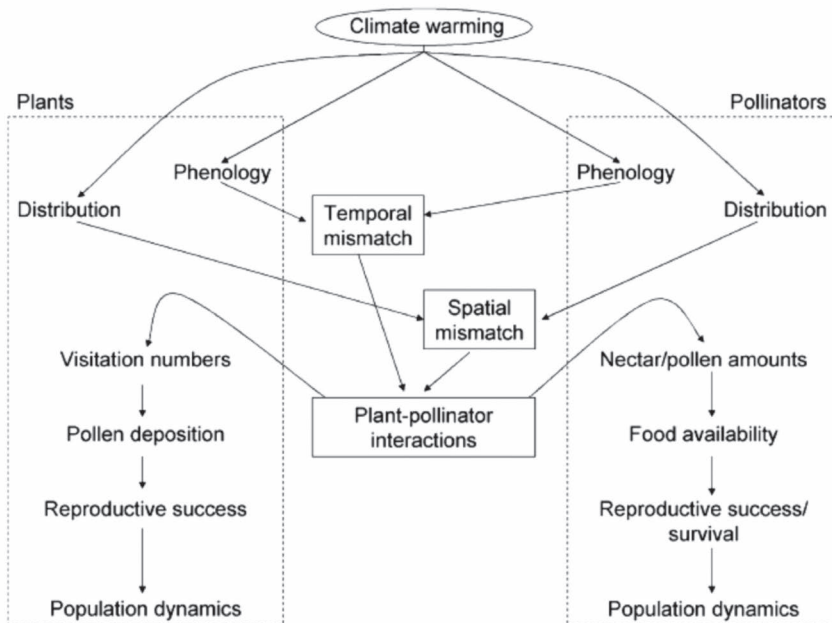 Climate warming
Plants
Pollinators
Phenology
Phenology
Distribution
Temporal
mismatch
Distribution
Spatial
mismatch
Visitation numbers
Nectar/pollen amounts
Plant-pollinator
interactions
Pollen deposition
Food availability
Reproductive success
Reproductive success/
survival
Population dynamics
Population dynamics